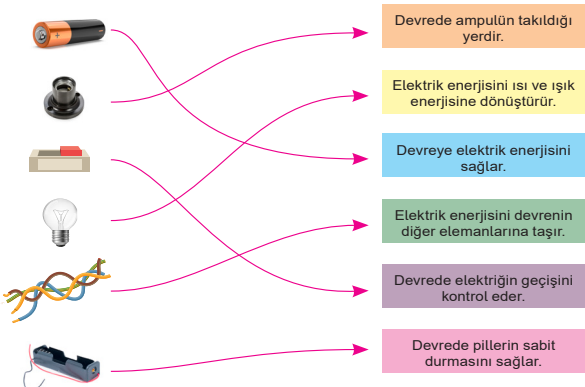 Devrede ampulün takıldığı
yerdir.
Elektrik enerjisini ısı ve ışık
enerjisine dönüştürür.
Devreye elektrik enerjisini
sağlar.
Elektrik enerjisini devrenin
diğer elemanlarına taşır.
Devrede elektriğin geçişini
kontrol eder.
Devrede pillerin sabit
durmasını sağlar.